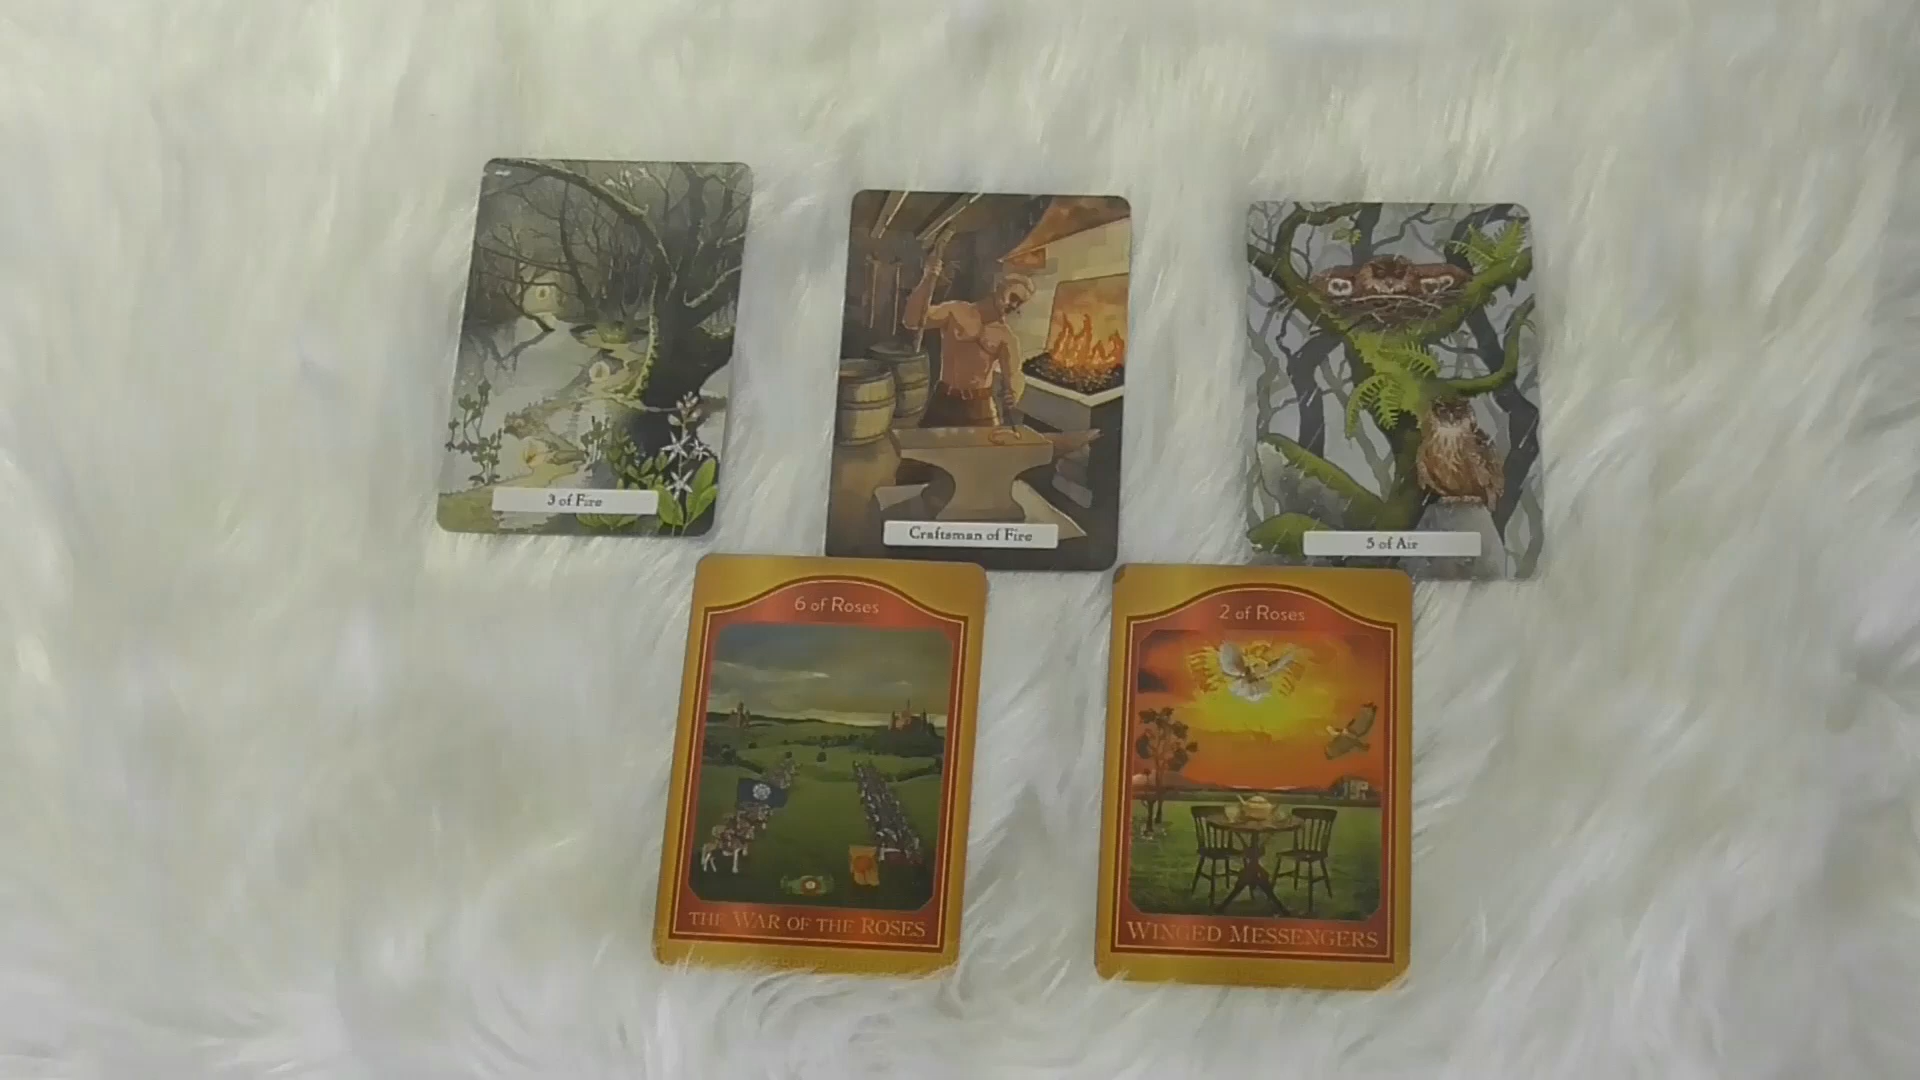 3 of Fire
Craftsman of Fire
5 of Air
6 of Roses
THE WAR OF THE ROSES
2 of Roses
WINGED MESSENGERS